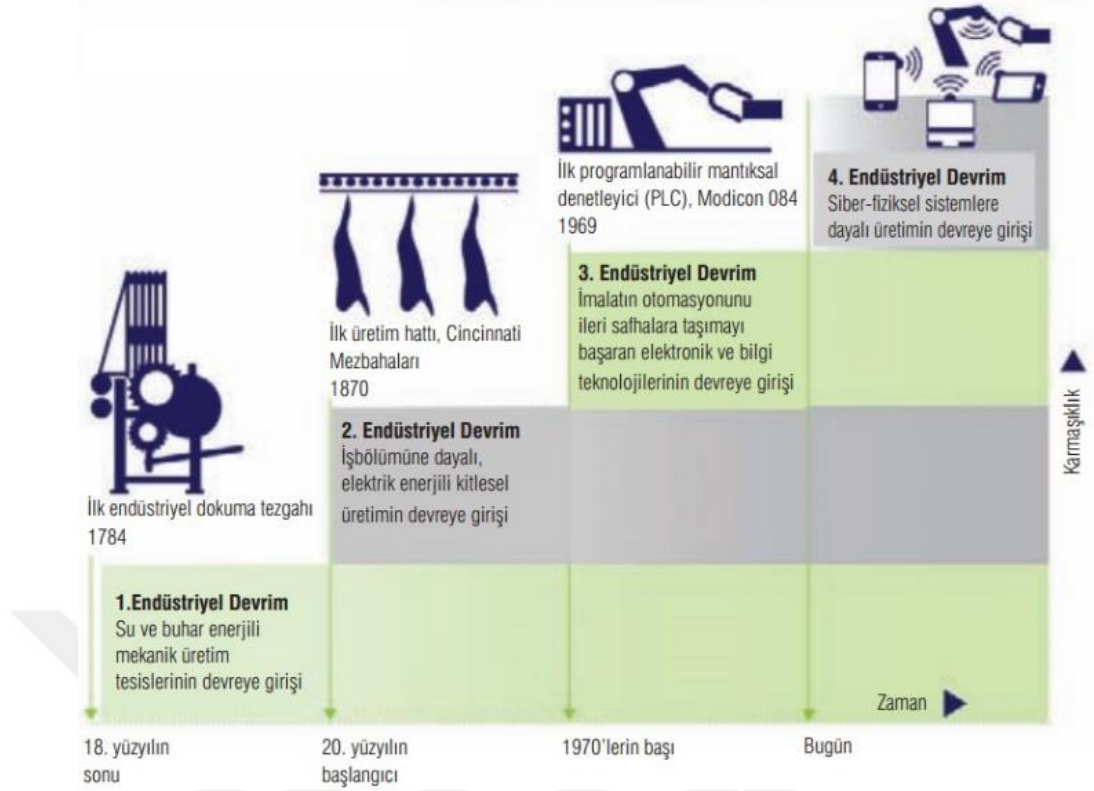 İlk endüstriyel dokuma tezgahı
1784
1.Endüstriyel Devrim
Su ve buhar enerjili
mekanik üretim
tesislerinin devreye girişi
18. yüzyılın
sonu
İlk üretim hattı, Cincinnati
Mezbahaları
1870
2. Endüstriyel Devrim
İşbölümüne dayalı,
elektrik enerjili kitlesel
üretimin devreye girişi
20. yüzyılın
başlangıcı
İlk programlanabilir mantıksal
denetleyici (PLC), Modicon 084
1969
3. Endüstriyel Devrim
İmalatın otomasyonunu
ileri safhalara taşımayı
başaran elektronik ve bilgi
teknolojilerinin devreye girişi
1970'lerin başı
4. Endüstriyel Devrim
Siber-fiziksel sistemlere
dayalı üretimin devreye girişi
Bugün
Zaman
Karmaşıklık